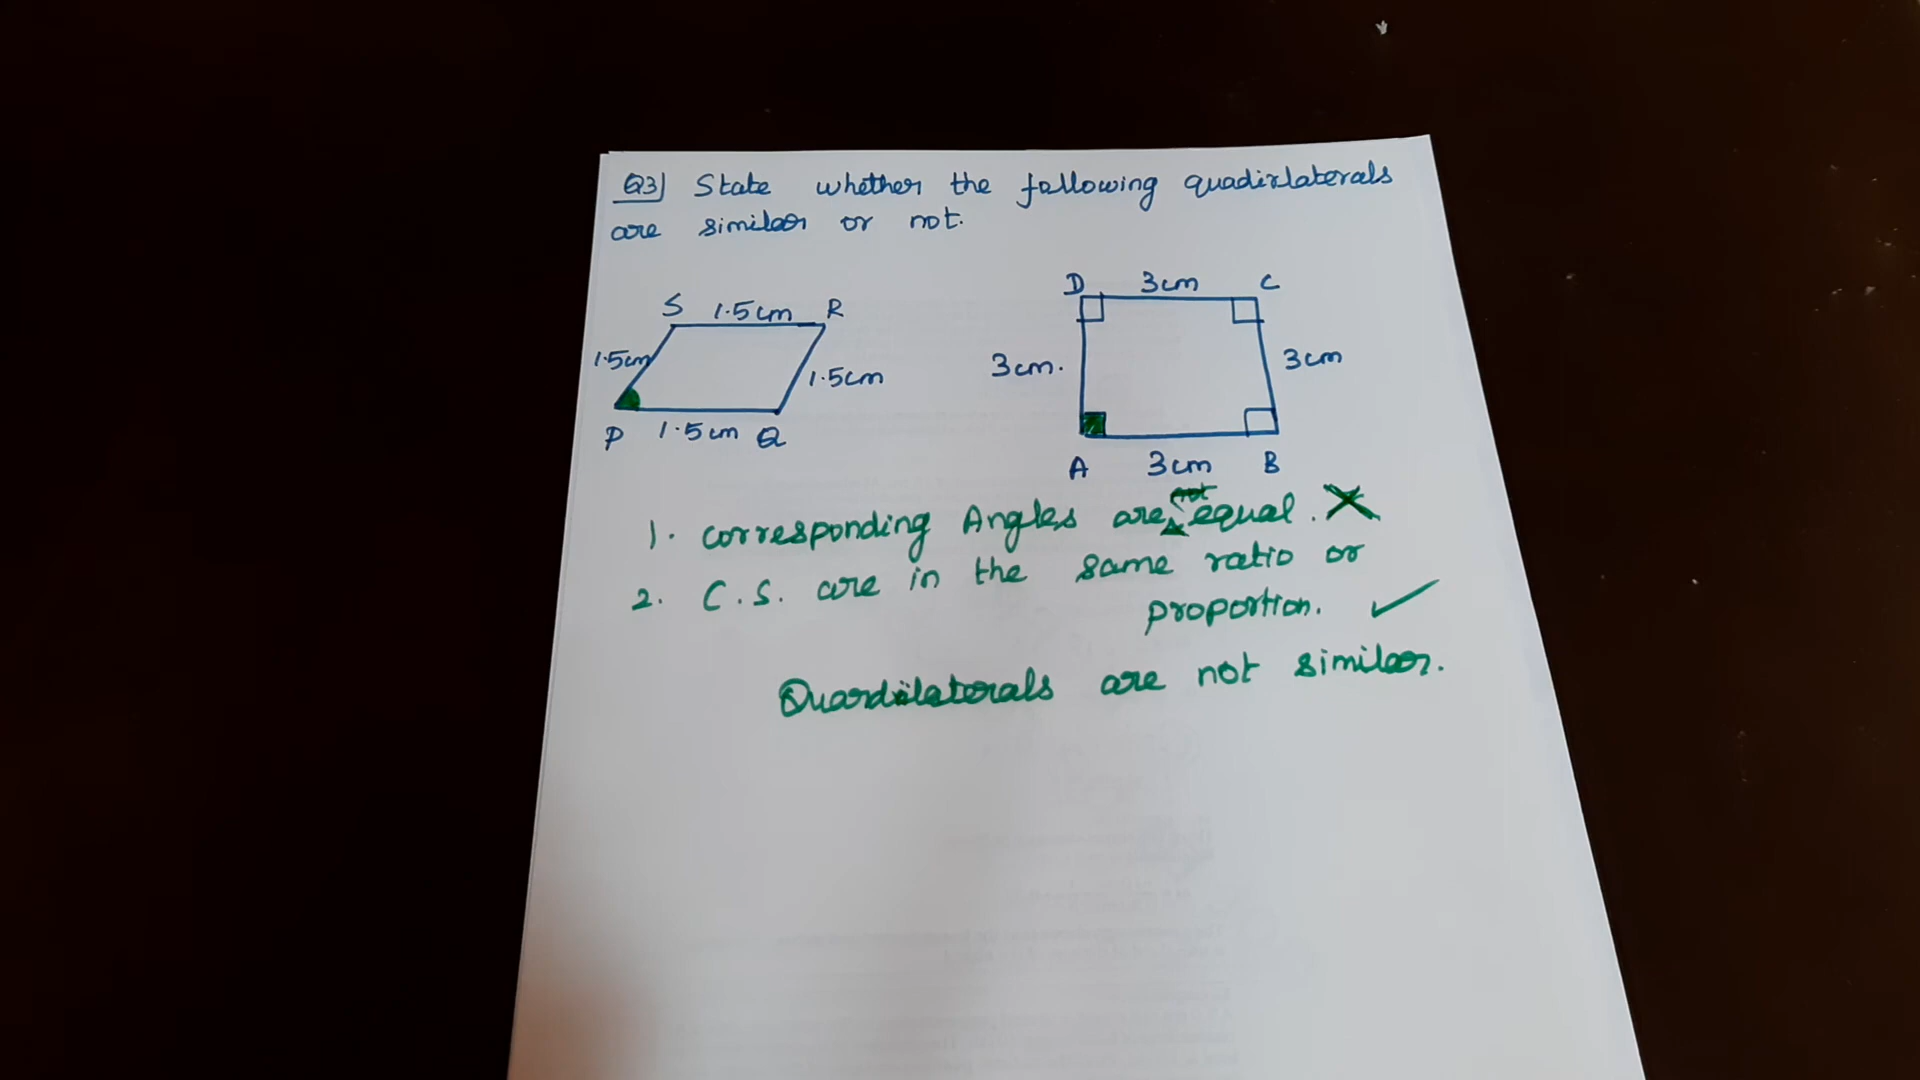 Q3) State whether the following quadirlaterals
are similar or not.
S 1.5cm R
1.5cm
1.5cm
P 1.5cm Q
D 3cm C
3cm.
3cm
A 3cm B
not
1. corresponding Angles are equal.
2. C.S. are in the same ratio or
proportion.
Quardilaterals are not similar.